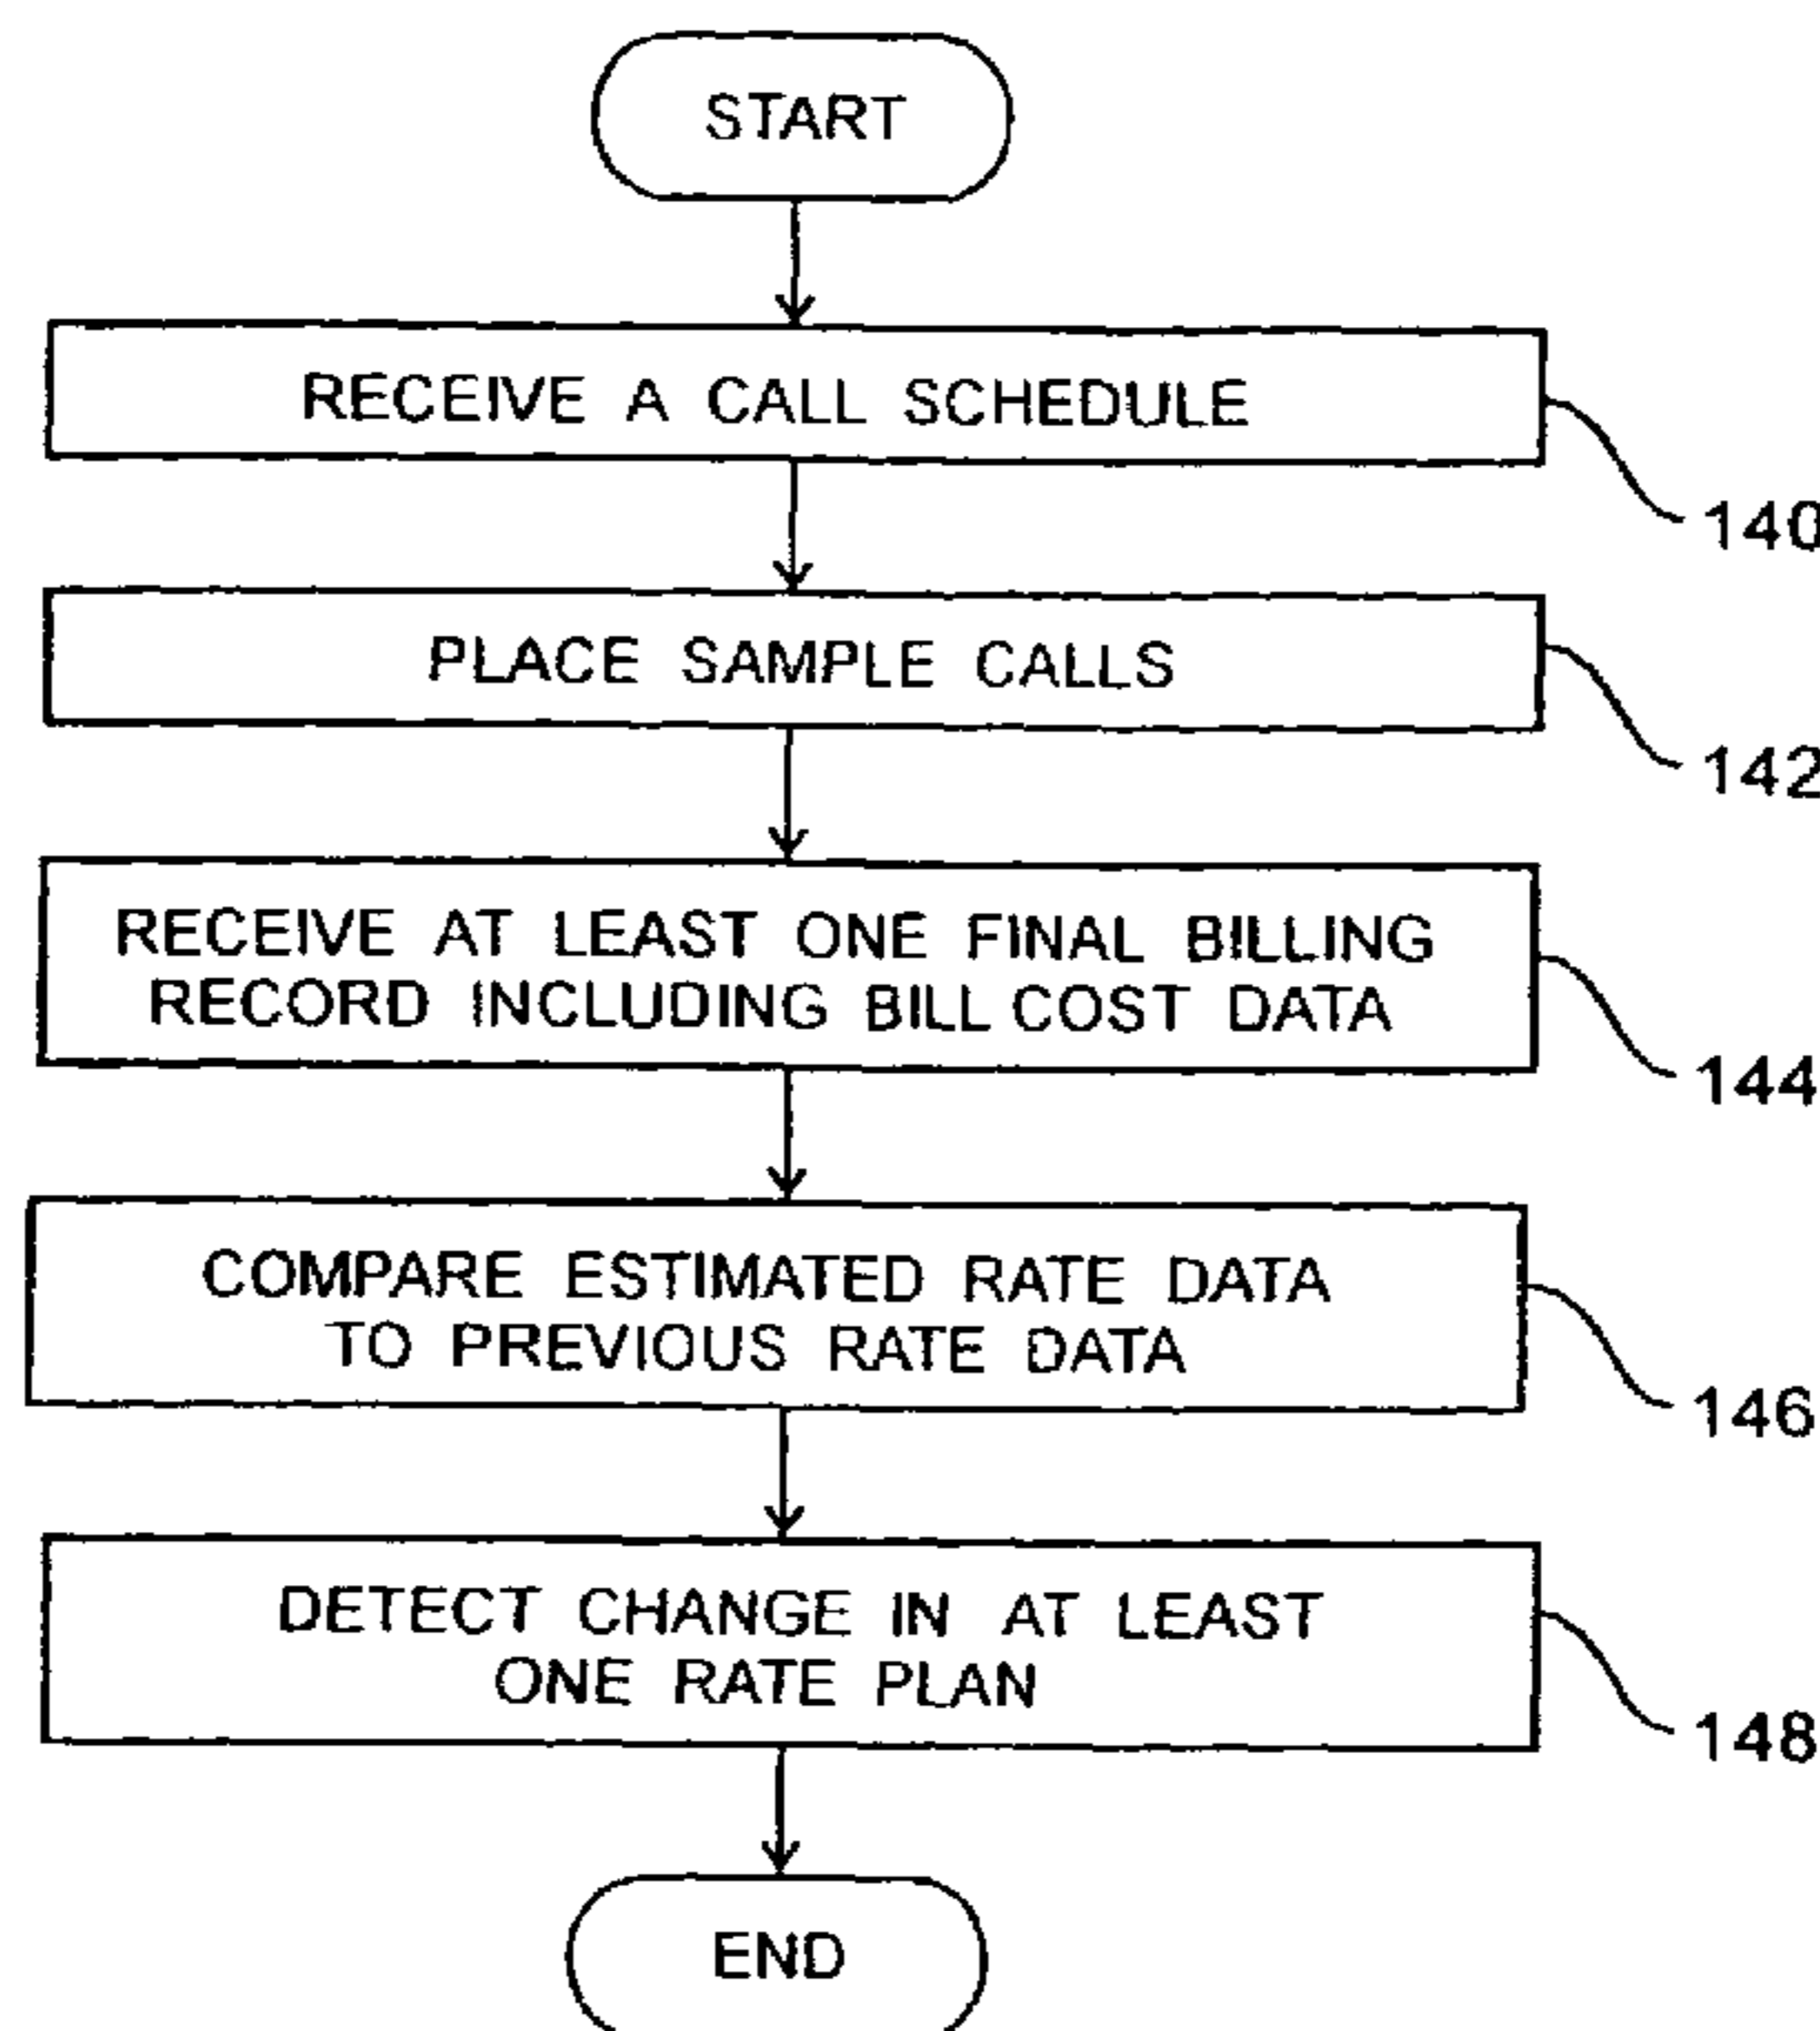 START
RECEIVE A CALL SCHEDULE
140
PLACE SAMPLE CALLS
142
RECEIVE AT LEAST ONE FINAL BILLING
RECORD INCLUDING BILL COST DATA
144
COMPARE ESTIMATED RATE DATA
TO PREVIOUS RATE DATA
146
DETECT CHANGE IN AT LEAST
ONE RATE PLAN
148
END